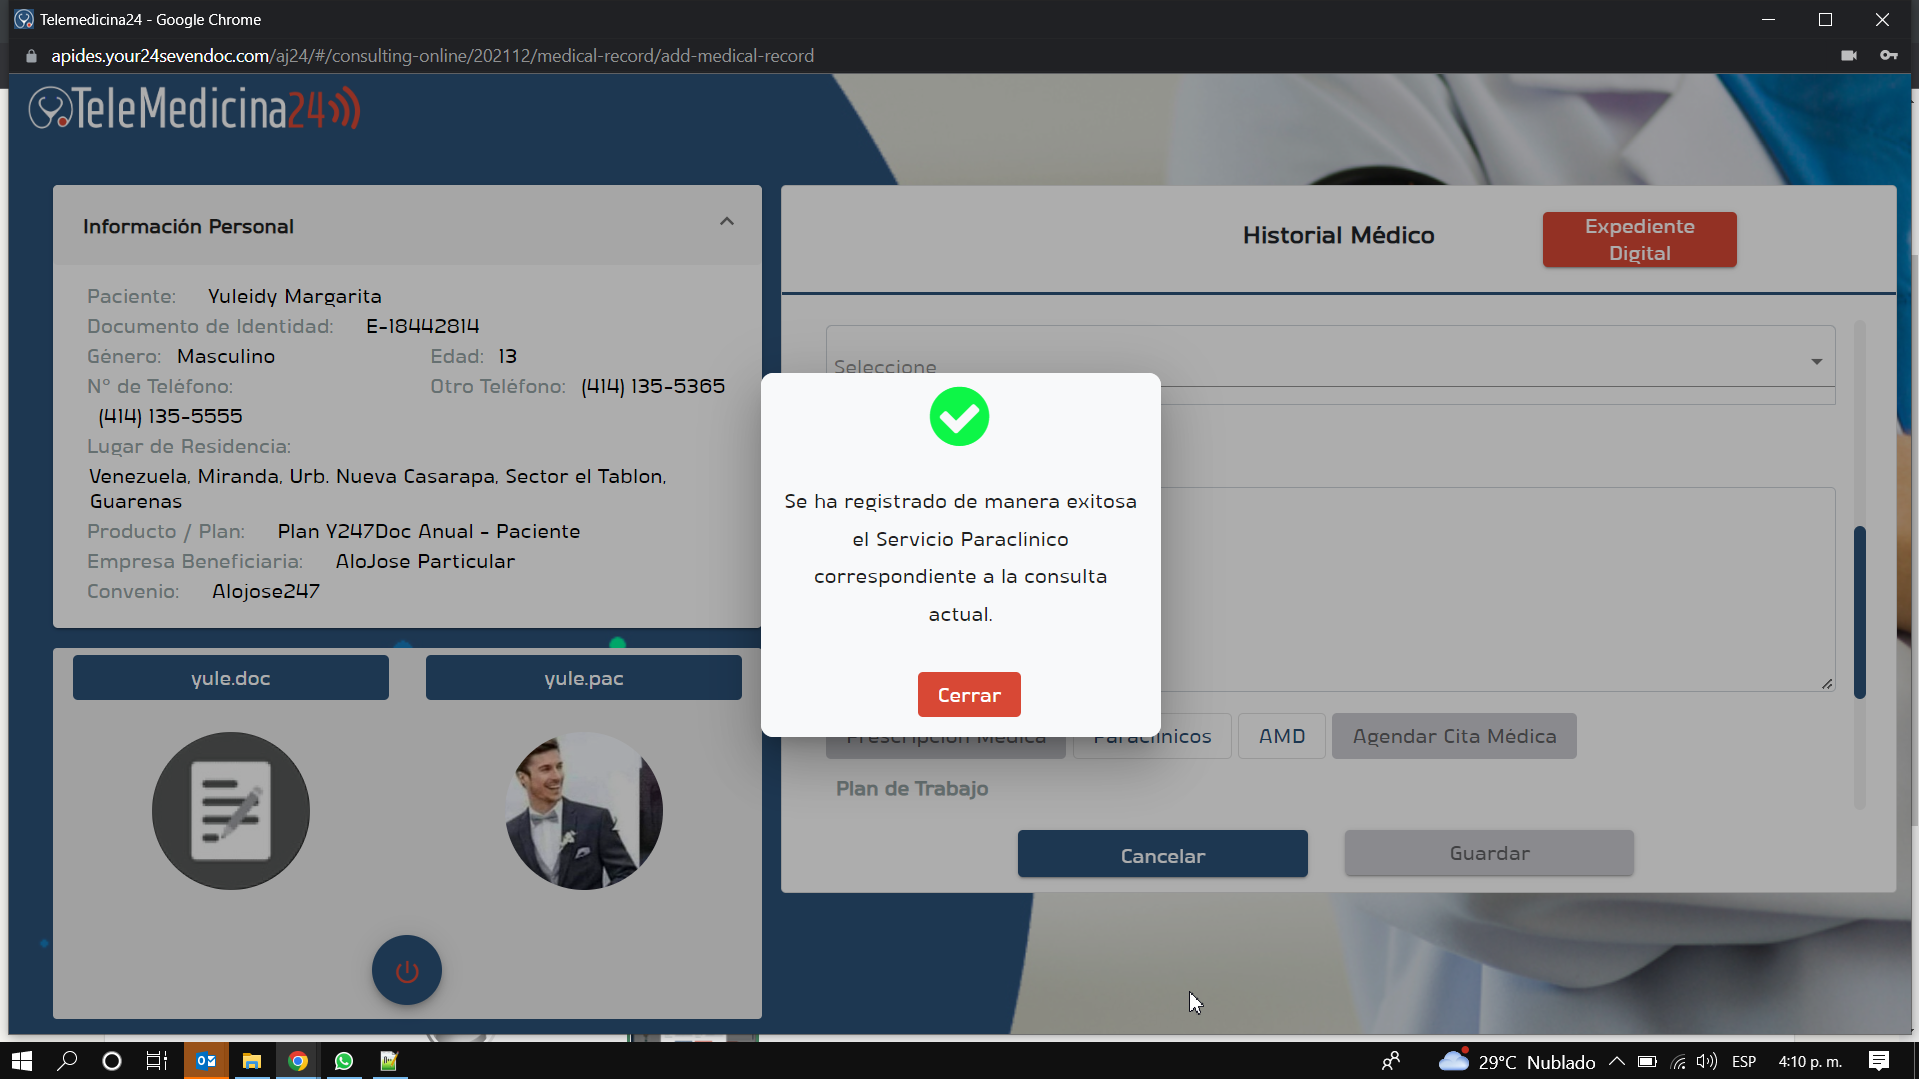 Telemedicina24 - Google Chrome
apides.your24sevendoc.com/aj24/#/consulting-online/202112/medical-record/add-medical-record
TeleMedicina24
Información Personal
Paciente: Yuleidy Margarita
Documento de Identidad: E-18442814
Género: Masculino Edad: 13
N° de Teléfono: Otro Teléfono: (414) 135-5365
(414) 135-5555
Lugar de Residencia:
Venezuela, Miranda, Urb. Nueva Casarapa, Sector el Tablon,
Guarenas
Producto / Plan: Plan Y247Doc Anual - Paciente
Empresa Beneficiaria: AloJose Particular
Convenio: Alojose247
yule.doc yule.pac
Historial Médico
Expediente
Digital
Seleccione
Se ha registrado de manera exitosa
el Servicio Paraclinico
correspondiente a la consulta
actual.
Cerrar
Prescripción Médica Paraclínicos AMD Agendar Cita Médica
Plan de Trabajo
Cancelar Guardar
29°C Nublado ESP 4:10 p. m.